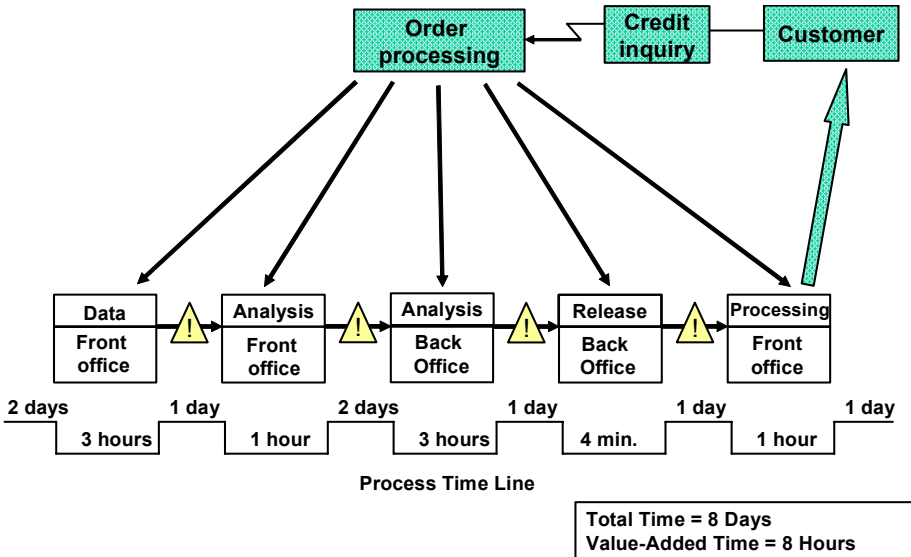 Order
processing
Credit
inquiry
Customer
Data
Front
office
!
Analysis
Front
office
!
Analysis
Back
Office
!
Release
Back
Office
!
Processing
Front
office
2 days
1 day
2 days
1 day
1 day
1 day
3 hours
1 hour
3 hours
4 min.
1 hour
Process Time Line
Total Time = 8 Days
Value-Added Time = 8 Hours